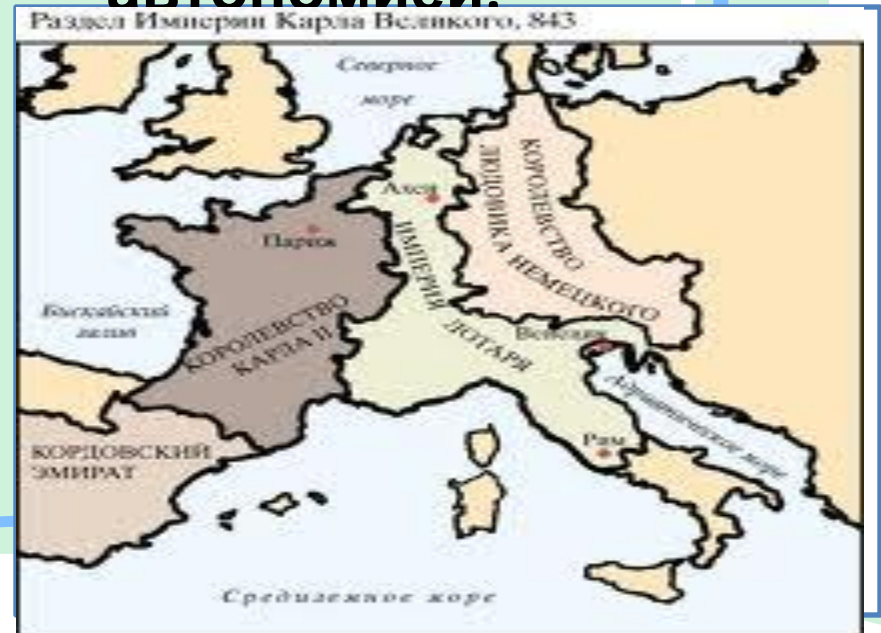 автономией.
Раздел Империи Карла Великого, 843
Северное
море
Ахен
Париж
КОРОЛЕВСТВО
ЛЮДОВИКА НЕМЕЦКОГО
ИМПЕРИЯ
ЛОТАРЯ
Бискайский
залив
КОРОЛЕВСТВО
КАРЛА II
Венеция
Адриатическое море
Рим
КОРДОВСКИЙ
ЭМИРАТ
Средиземное море